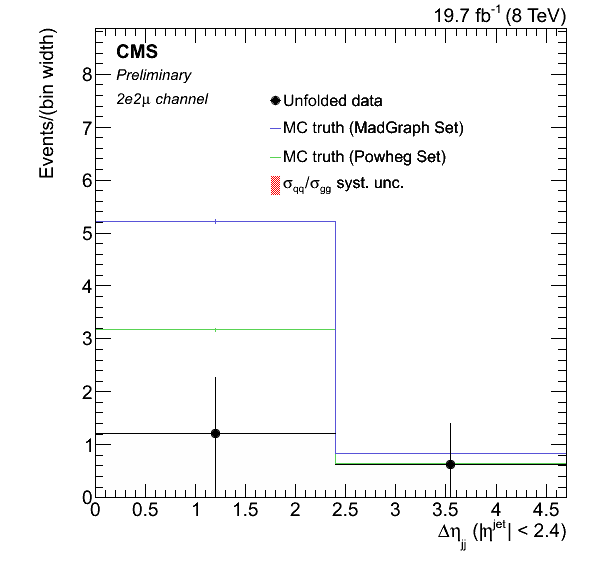 19.7 fb⁻¹ (8 TeV)
Events/(bin width)
CMS
Preliminary
2e2μ channel
Unfolded data
MC truth (MadGraph Set)
MC truth (Powheg Set)
σqq/σgg syst. unc.
8
7
6
5
4
3
2
1
0
0 0.5 1 1.5 2 2.5 3 3.5 4 4.5
Δηjj (|ηjet| < 2.4)